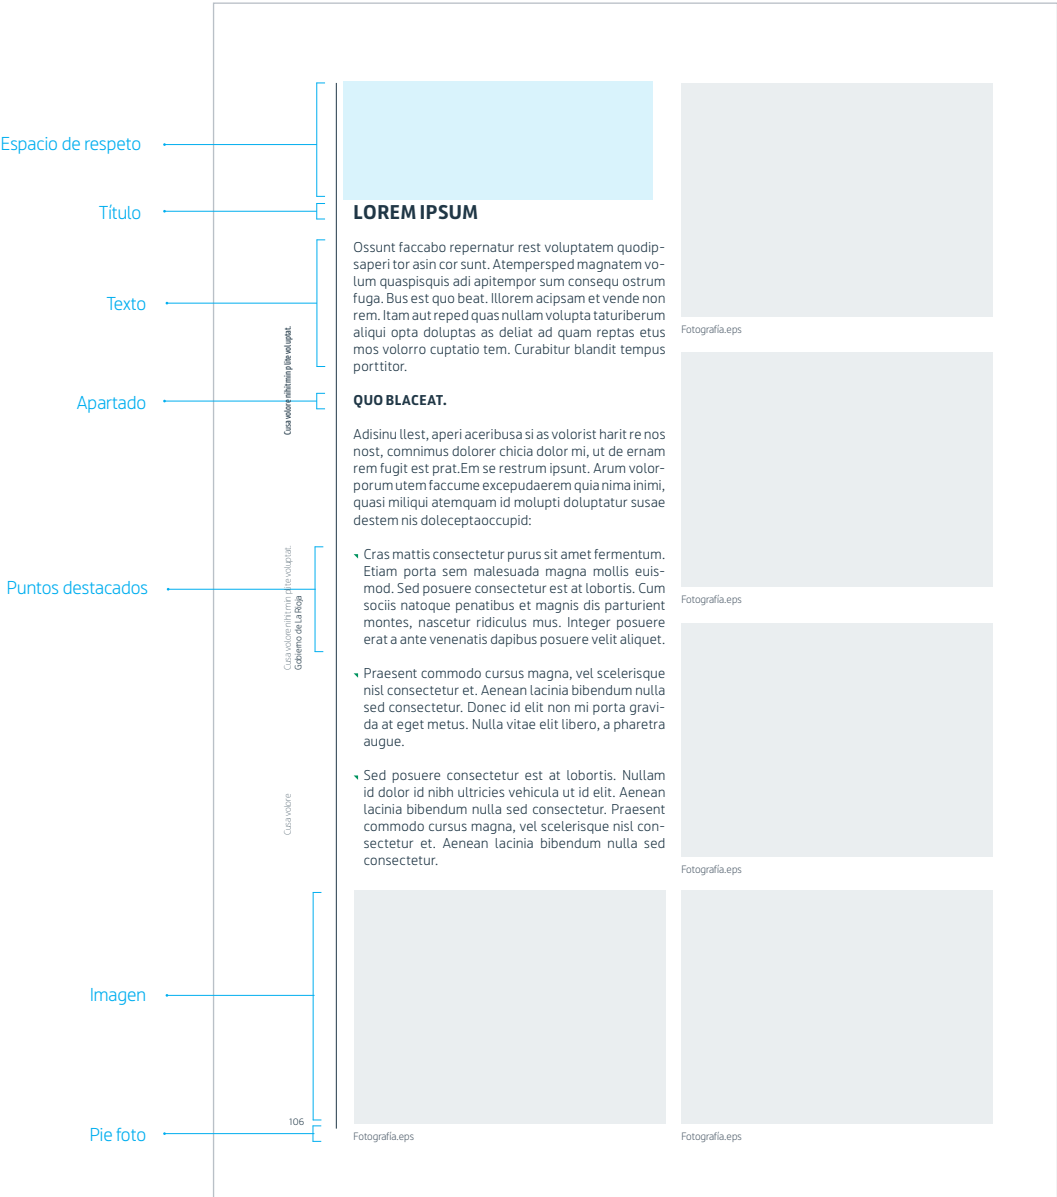 Espacio de respeto
Título
Texto
Apartado
Puntos destacados
Imagen
Pie foto
Cusa volore nihitmin plite voluptat.
Cusa volore nihitmin plite voluptat.
Gobierno de La Rioja
Cusa volore
106
LOREM IPSUM
Ossunt faccabo repernatur rest voluptatem quodip-
saperi tor asin cor sunt. Atempersped magnatem vo-
lum quaspisquis adi apitempor sum consequ ostrum
fuga. Bus est quo beat. Illorem acipsam et vende non
rem. Itam aut reped quas nullam volupta taturiberum
aliqui opta doluptas as deliat ad quam reptas etus
mos volorro cuptatio tem. Curabitur blandit tempus
porttitor.
QUO BLACEAT.
Adisinu llest, aperi aceribusa si as volorist harit re nos
nost, comnimus dolorer chicia dolor mi, ut de ernam
rem fugit est prat.Em se restrum ipsunt. Arum volor-
porum utem faccume excepudaerem quia nima inimi,
quasi miliqui atemquam id molupti doluptatur susae
destem nis doleceptaoccupid:
Cras mattis consectetur purus sit amet fermentum.
Etiam porta sem malesuada magna mollis euis-
mod. Sed posuere consectetur est at lobortis. Cum
sociis natoque penatibus et magnis dis parturient
montes, nascetur ridiculus mus. Integer posuere
erat a ante venenatis dapibus posuere velit aliquet.
Praesent commodo cursus magna, vel scelerisque
nisl consectetur et. Aenean lacinia bibendum nulla
sed consectetur. Donec id elit non mi porta gravi-
da at eget metus. Nulla vitae elit libero, a pharetra
augue.
Sed posuere consectetur est at lobortis. Nullam
id dolor id nibh ultricies vehicula ut id elit. Aenean
lacinia bibendum nulla sed consectetur. Praesent
commodo cursus magna, vel scelerisque nisl con-
sectetur et. Aenean lacinia bibendum nulla sed
consectetur.
Fotografía.eps
Fotografía.eps
Fotografía.eps
Fotografía.eps
Fotografía.eps